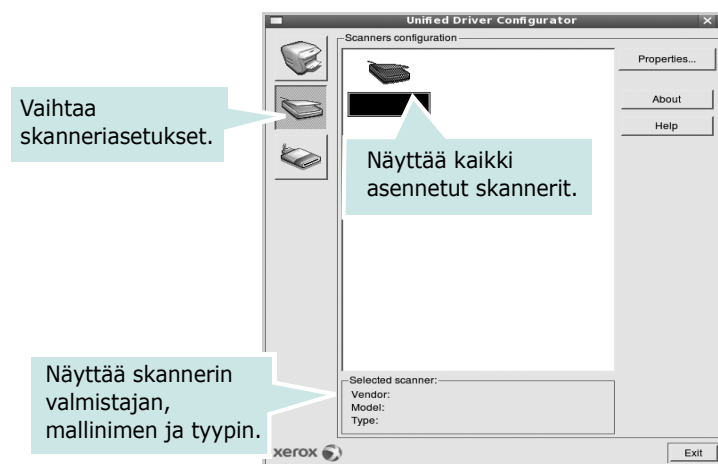 Unified Driver Configurator
Scanners configuration
Properties...
About
Help
Vaihtaa
skanneriasetukset.
Näyttää kaikki
asennetut skannerit.
Näyttää skannerin
valmistajan,
mallinimen ja tyypin.
Selected scanner:
Vendor:
Model:
Type:
xerox
Exit